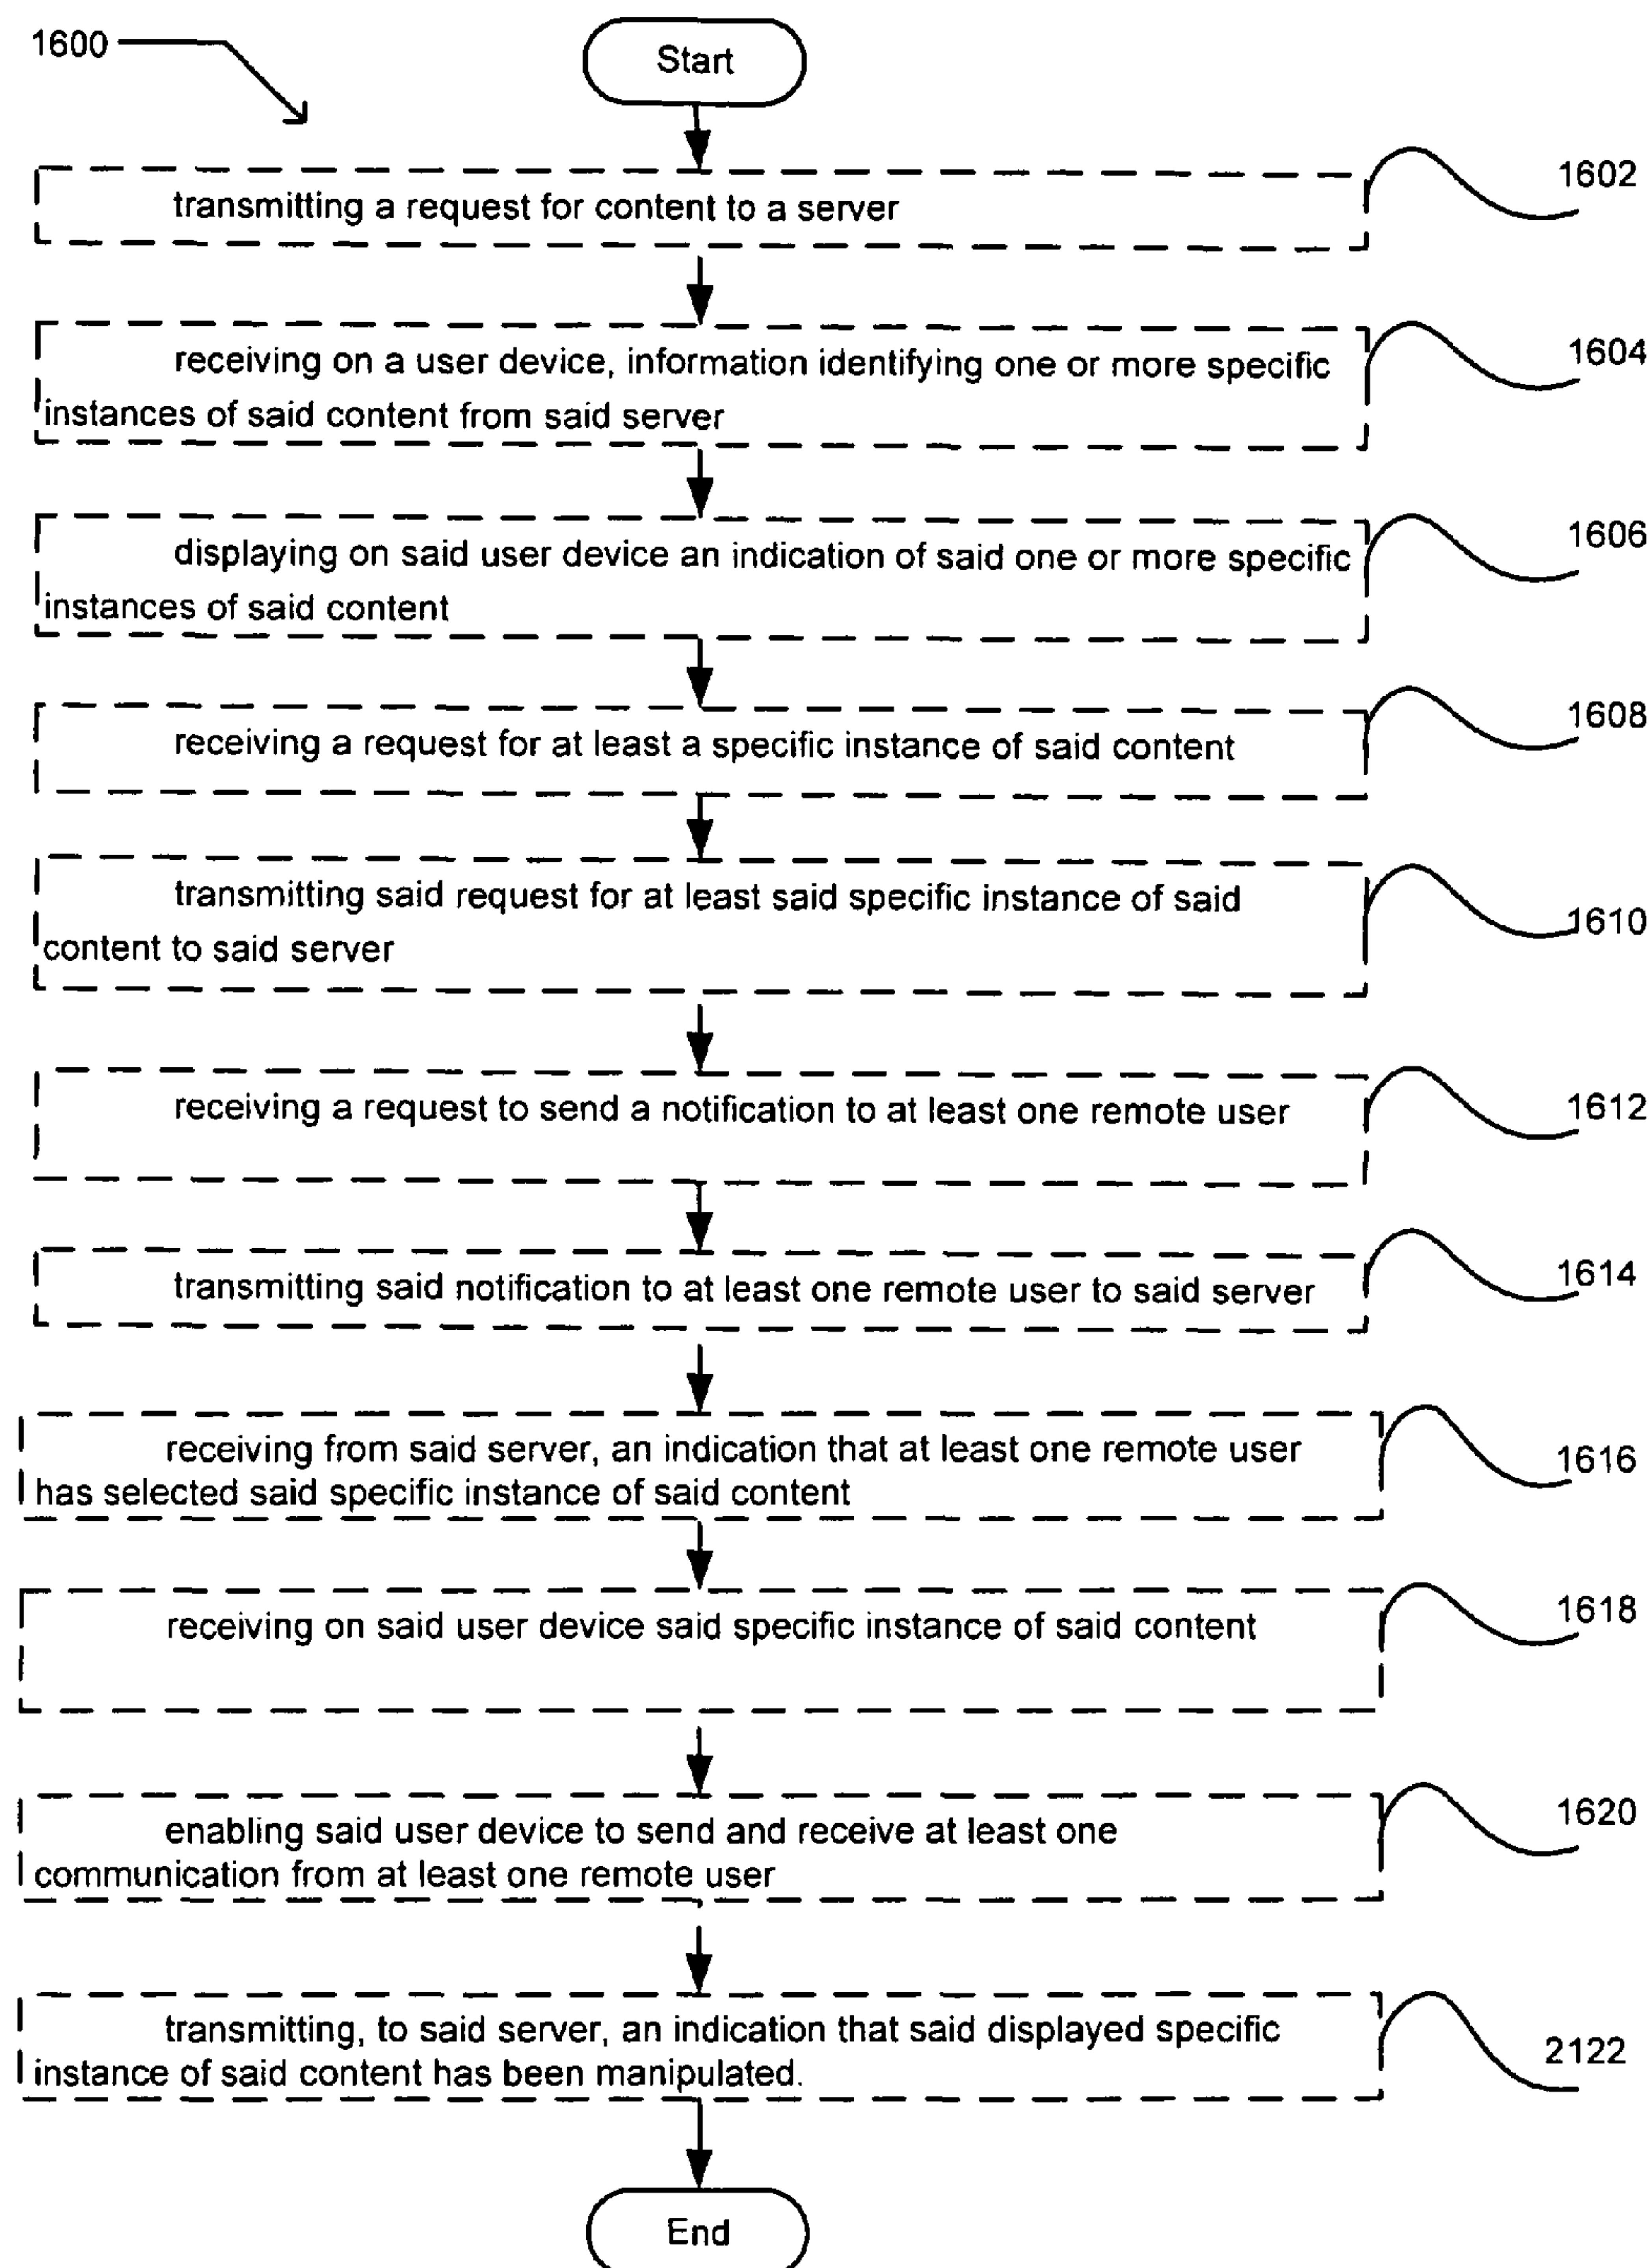 1600
Start
transmitting a request for content to a server
1602
receiving on a user device, information identifying one or more specific
instances of said content from said server
1604
displaying on said user device an indication of said one or more specific
instances of said content
1606
receiving a request for at least a specific instance of said content
1608
transmitting said request for at least said specific instance of said
content to said server
1610
receiving a request to send a notification to at least one remote user
1612
transmitting said notification to at least one remote user to said server
1614
receiving from said server, an indication that at least one remote user
has selected said specific instance of said content
1616
receiving on said user device said specific instance of said content
1618
enabling said user device to send and receive at least one
communication from at least one remote user
1620
transmitting, to said server, an indication that said displayed specific
instance of said content has been manipulated.
2122
End